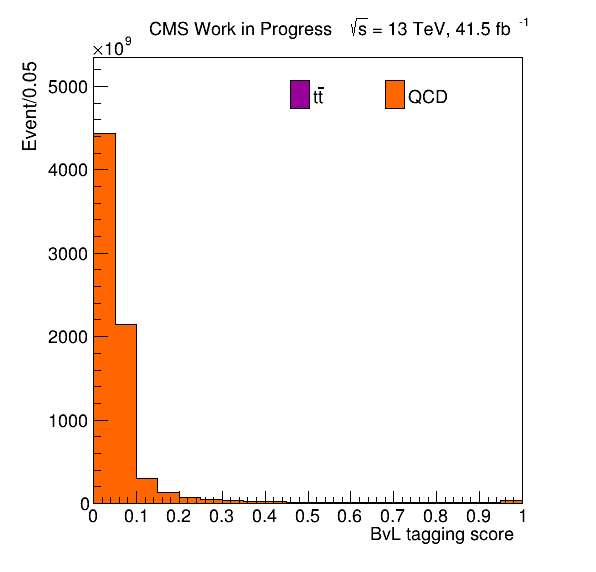 CMS Work in Progress √s = 13 TeV, 41.5 fb⁻¹
×10⁹
Event/0.05
tt̄
QCD
5000
4000
3000
2000
1000
0
0 0.1 0.2 0.3 0.4 0.5 0.6 0.7 0.8 0.9 1
BvL tagging score